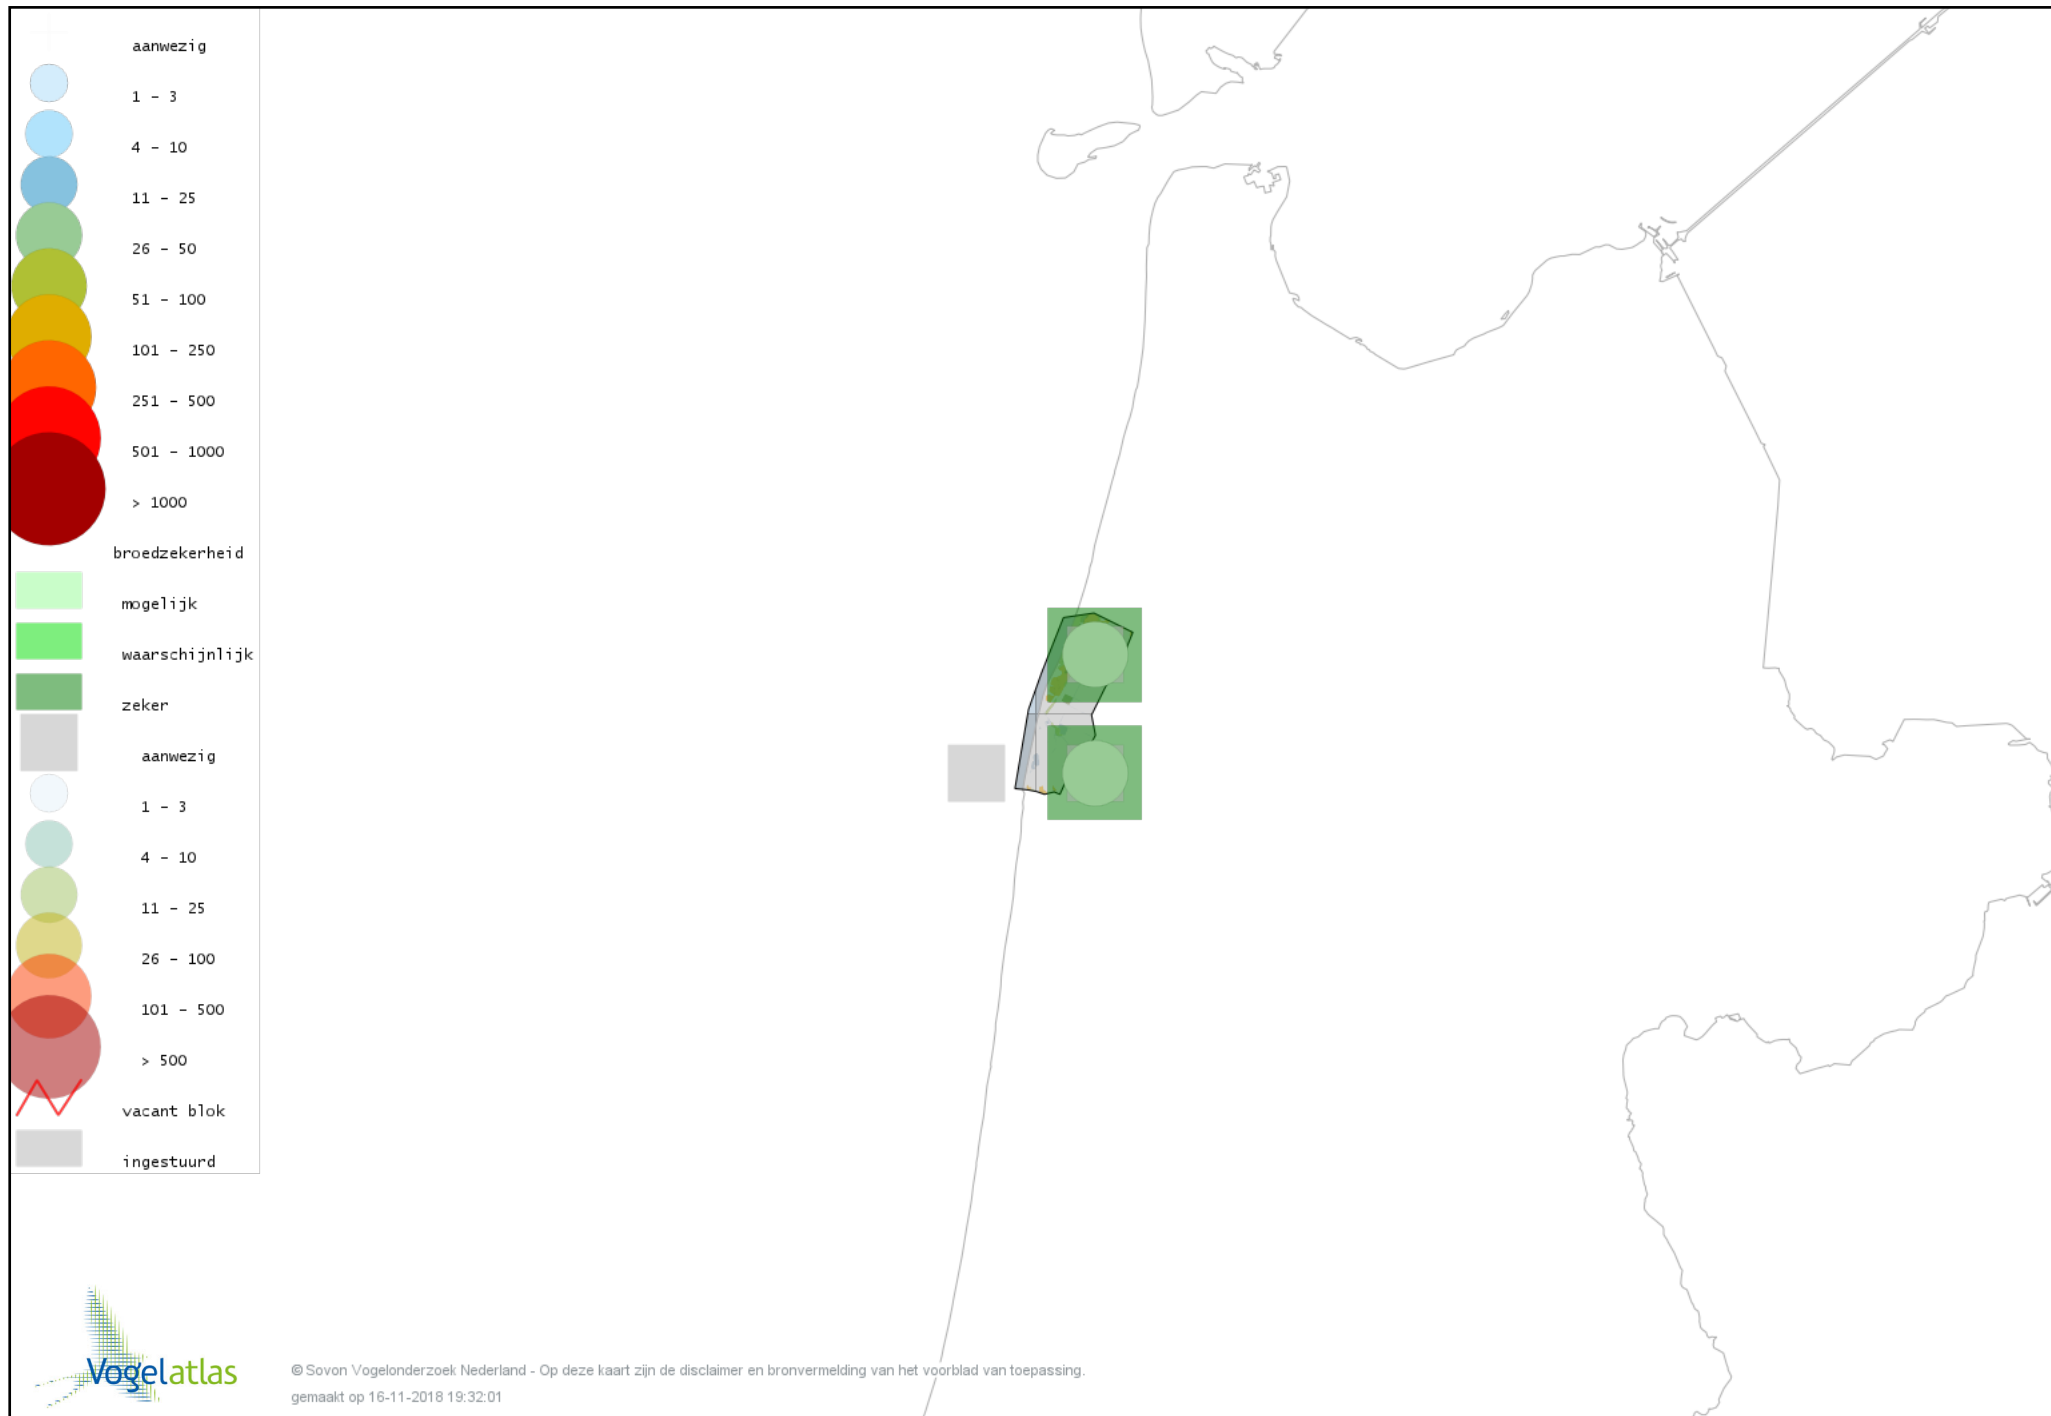 aanwezig
1 - 3
4 - 10
11 - 25
26 - 50
51 - 100
101 - 250
251 - 500
501 - 1000
> 1000
broedzekerheid
mogelijk
waarschijnlijk
zeker
aanwezig
1 - 3
4 - 10
11 - 25
26 - 100
101 - 500
> 500
vacant blok
ingestuurd
Vogelatlas
© Sovon Vogelonderzoek Nederland - Op deze kaart zijn de disclaimer en bronvermelding van het voorblad van toepassing.
gemaakt op 16-11-2018 19:32:01